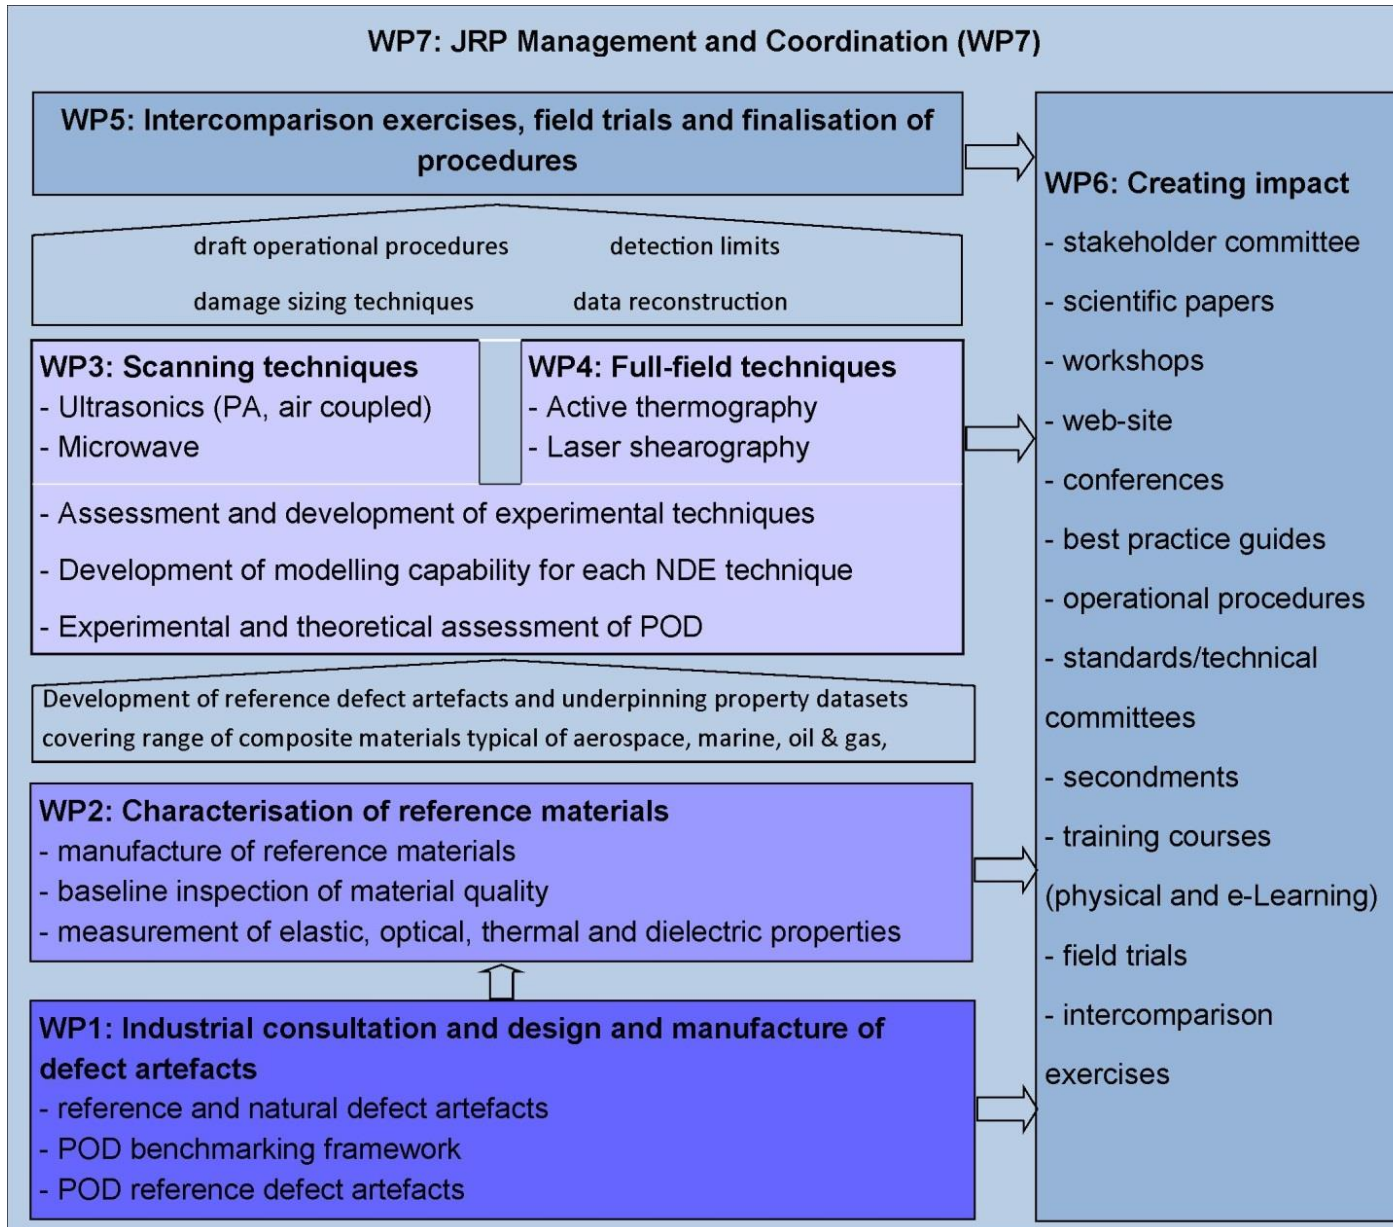 WP7: JRP Management and Coordination (WP7)
WP5: Intercomparison exercises, field trials and finalisation of
procedures
draft operational procedures detection limits
damage sizing techniques data reconstruction
WP3: Scanning techniques
- Ultrasonics (PA, air coupled)
- Microwave
WP4: Full-field techniques
- Active thermography
- Laser shearography
- Assessment and development of experimental techniques
- Development of modelling capability for each NDE technique
- Experimental and theoretical assessment of POD
Development of reference defect artefacts and underpinning property datasets
covering range of composite materials typical of aerospace, marine, oil & gas,
WP2: Characterisation of reference materials
- manufacture of reference materials
- baseline inspection of material quality
- measurement of elastic, optical, thermal and dielectric properties
WP1: Industrial consultation and design and manufacture of
defect artefacts
- reference and natural defect artefacts
- POD benchmarking framework
- POD reference defect artefacts
WP6: Creating impact
- stakeholder committee
- scientific papers
- workshops
- web-site
- conferences
- best practice guides
- operational procedures
- standards/technical
committees
- secondments
- training courses
(physical and e-Learning)
- field trials
- intercomparison
exercises